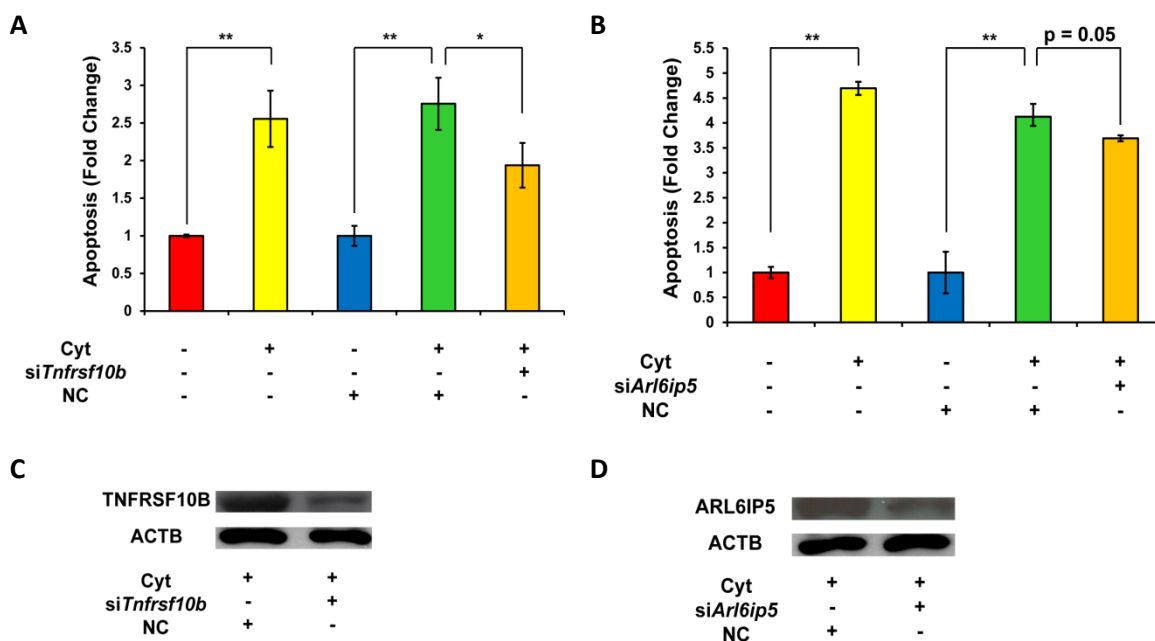 A
Apoptosis (Fold Change)
3.5
3
2.5
2
1.5
1
0.5
0
** ** *
Cyt - + - + +
siTnfrsf10b - - - - +
NC - - + + -
B
Apoptosis (Fold Change)
5.5
5
4.5
4
3.5
3
2.5
2
1.5
1
0.5
0
** ** p = 0.05
Cyt - + - + +
siArl6ip5 - - - - +
NC - - + + -
C
TNFRSF10B
ACTB
Cyt + +
siTnfrsf10b - +
NC + -
D
ARL6IP5
ACTB
Cyt + +
siArl6ip5 - +
NC + -